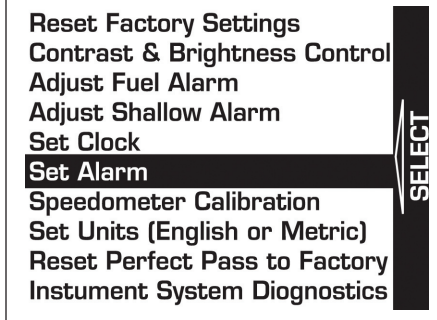 Reset Factory Settings
Contrast & Brightness Control
Adjust Fuel Alarm
Adjust Shallow Alarm
Set Clock
Set Alarm
Speedometer Calibration
Set Units (English or Metric)
Reset Perfect Pass to Factory
Instument System Diognostics
SELECT